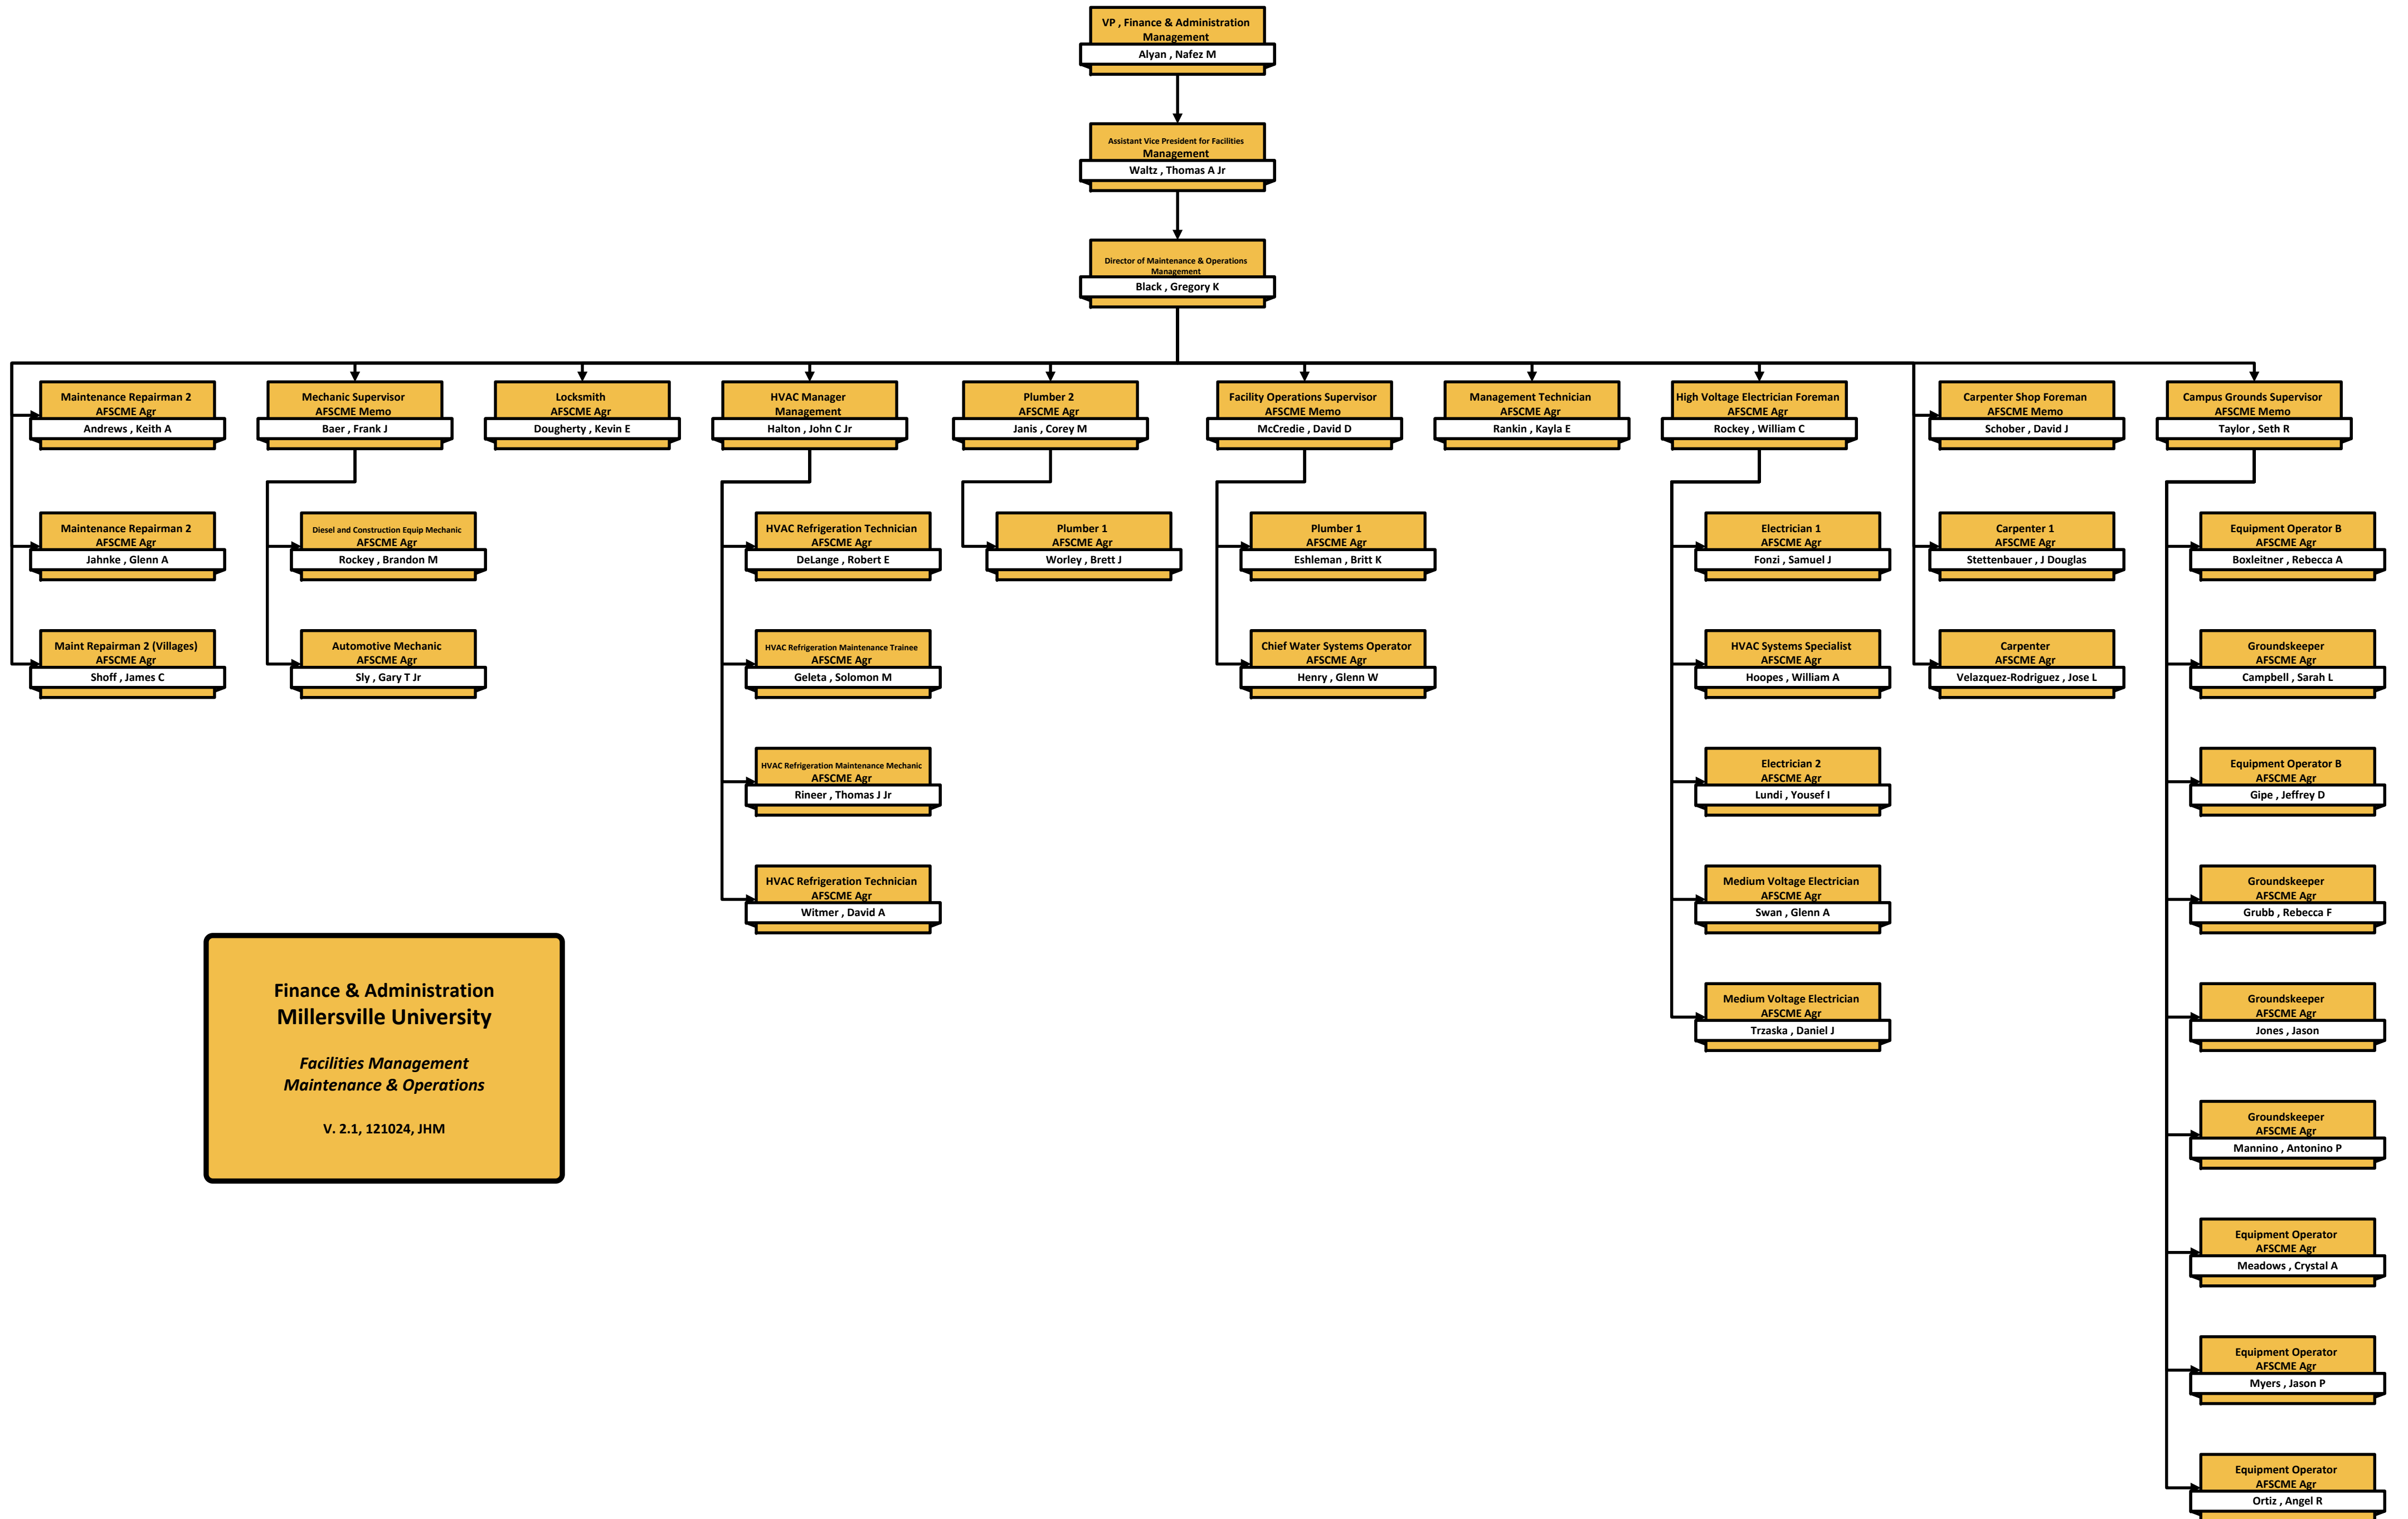 VP , Finance & Administration
Management
Alyan , Nafez M
Assistant Vice President for Facilities
Management
Waltz , Thomas A Jr
Director of Maintenance & Operations
Management
Black , Gregory K
Maintenance Repairman 2
AFSCME Agr
Andrews , Keith A
Mechanic Supervisor
AFSCME Memo
Baer , Frank J
Locksmith
AFSCME Agr
Dougherty , Kevin E
HVAC Manager
Management
Halton , John C Jr
Plumber 2
AFSCME Agr
Janis , Corey M
Facility Operations Supervisor
AFSCME Memo
McCredie , David D
Management Technician
AFSCME Agr
Rankin , Kayla E
High Voltage Electrician Foreman
AFSCME Agr
Rockey , William C
Carpenter Shop Foreman
AFSCME Memo
Schober , David J
Campus Grounds Supervisor
AFSCME Memo
Taylor , Seth R
Maintenance Repairman 2
AFSCME Agr
Jahnke , Glenn A
Diesel and Construction Equip Mechanic
AFSCME Agr
Rockey , Brandon M
HVAC Refrigeration Technician
AFSCME Agr
DeLange , Robert E
Plumber 1
AFSCME Agr
Worley , Brett J
Plumber 1
AFSCME Agr
Eshleman , Britt K
Electrician 1
AFSCME Agr
Fonzi , Samuel J
Carpenter 1
AFSCME Agr
Stettenbauer , J Douglas
Equipment Operator B
AFSCME Agr
Boxleitner , Rebecca A
Maint Repairman 2 (Villages)
AFSCME Agr
Shoff , James C
Automotive Mechanic
AFSCME Agr
Sly , Gary T Jr
HVAC Refrigeration Maintenance Trainee
AFSCME Agr
Geleta , Solomon M
Chief Water Systems Operator
AFSCME Agr
Henry , Glenn W
HVAC Systems Specialist
AFSCME Agr
Hoopes , William A
Carpenter
AFSCME Agr
Velazquez-Rodriguez , Jose L
Groundskeeper
AFSCME Agr
Campbell , Sarah L
HVAC Refrigeration Maintenance Mechanic
AFSCME Agr
Rineer , Thomas J Jr
Electrician 2
AFSCME Agr
Lundi , Yousef I
Equipment Operator B
AFSCME Agr
Gipe , Jeffrey D
HVAC Refrigeration Technician
AFSCME Agr
Witmer , David A
Medium Voltage Electrician
AFSCME Agr
Swan , Glenn A
Groundskeeper
AFSCME Agr
Grubb , Rebecca F
Finance & Administration
Millersville University
Facilities Management
Maintenance & Operations
V. 2.1, 121024, JHM
Medium Voltage Electrician
AFSCME Agr
Trzaska , Daniel J
Groundskeeper
AFSCME Agr
Jones , Jason
Groundskeeper
AFSCME Agr
Mannino , Antonino P
Equipment Operator
AFSCME Agr
Meadows , Crystal A
Equipment Operator
AFSCME Agr
Myers , Jason P
Equipment Operator
AFSCME Agr
Ortiz , Angel R